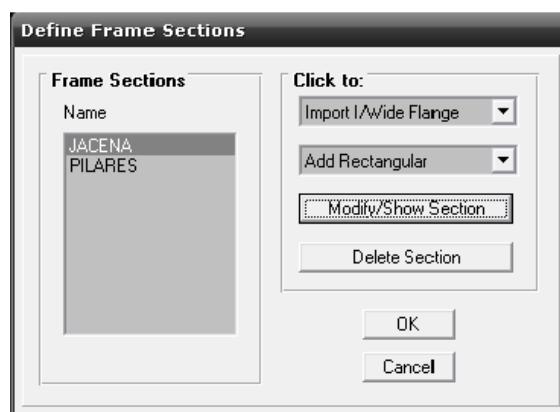 Define Frame Sections
Frame Sections
Name
JACENA
PILARES
Click to:
Import I/Wide Flange
Add Rectangular
Modify/Show Section
Delete Section
OK
Cancel